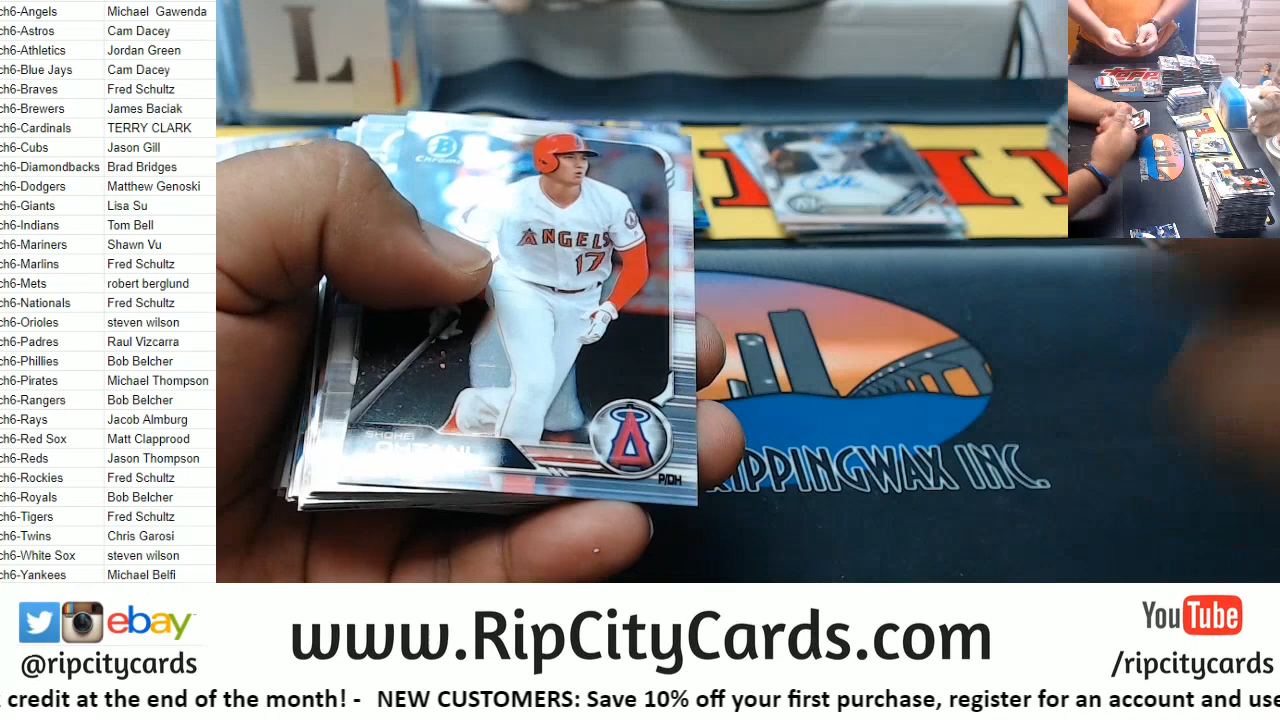 ch6-Angels Michael Gawenda
ch6-Astros Cam Dacey
ch6-Athletics Jordan Green
ch6-Blue Jays Cam Dacey
ch6-Braves Fred Schultz
ch6-Brewers James Baciak
ch6-Cardinals TERRY CLARK
ch6-Cubs Jason Gill
ch6-Diamondbacks Brad Bridges
ch6-Dodgers Matthew Genoski
ch6-Giants Lisa Su
ch6-Indians Tom Bell
ch6-Mariners Shawn Vu
ch6-Marlins Fred Schultz
ch6-Mets robert berglund
ch6-Nationals Fred Schultz
ch6-Orioles steven wilson
ch6-Padres Raul Vizcarra
ch6-Phillies Bob Belcher
ch6-Pirates Michael Thompson
ch6-Rangers Bob Belcher
ch6-Rays Jacob Almburg
ch6-Red Sox Matt Clapprood
ch6-Reds Jason Thompson
ch6-Rockies Fred Schultz
ch6-Royals Bob Belcher
ch6-Tigers Fred Schultz
ch6-Twins Chris Garosi
ch6-White Sox steven wilson
ch6-Yankees Michael Belfi
L
B
Chrome
ANGELS
17
SHOHEI
A
P/DH
RIPPINGWAX INC.
ebay
@ripcitycards
www.RipCityCards.com
YouTube
/ripcitycards
credit at the end of the month! - NEW CUSTOMERS: Save 10% off your first purchase, register for an account and use